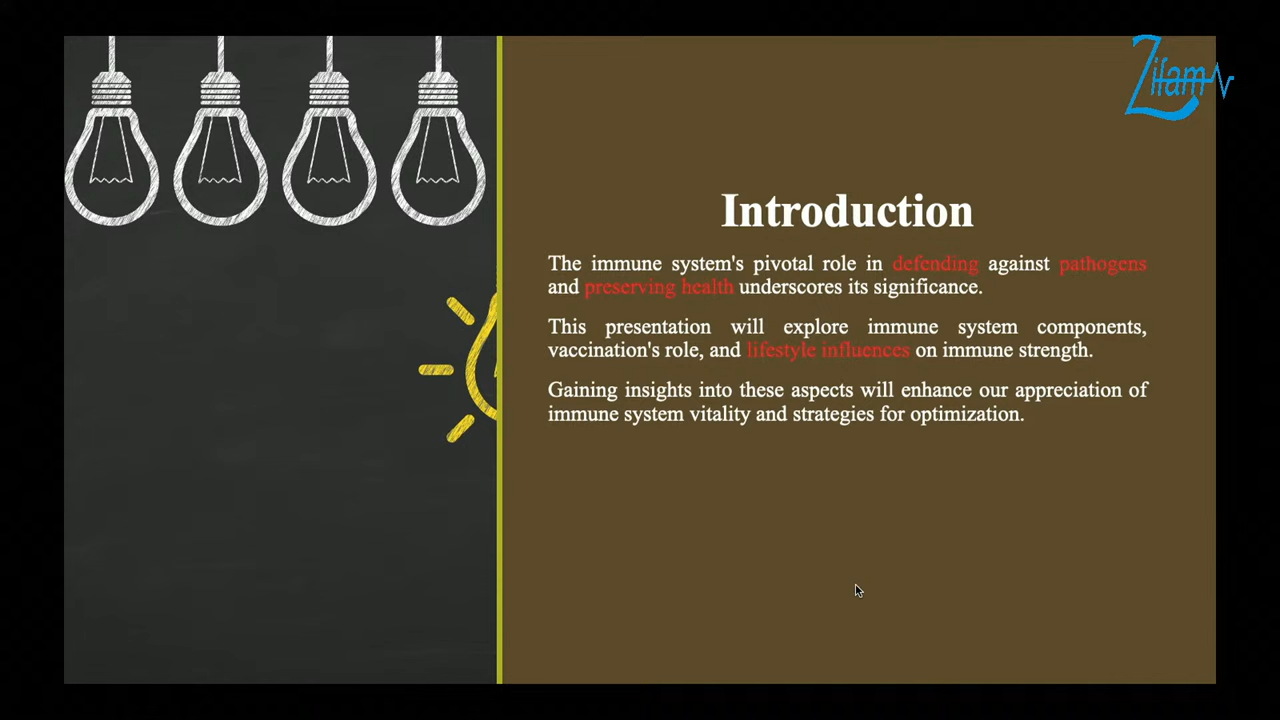 Zifam
Introduction
The immune system's pivotal role in defending against pathogens
and preserving health underscores its significance.
This presentation will explore immune system components,
vaccination's role, and lifestyle influences on immune strength.
Gaining insights into these aspects will enhance our appreciation of
immune system vitality and strategies for optimization.